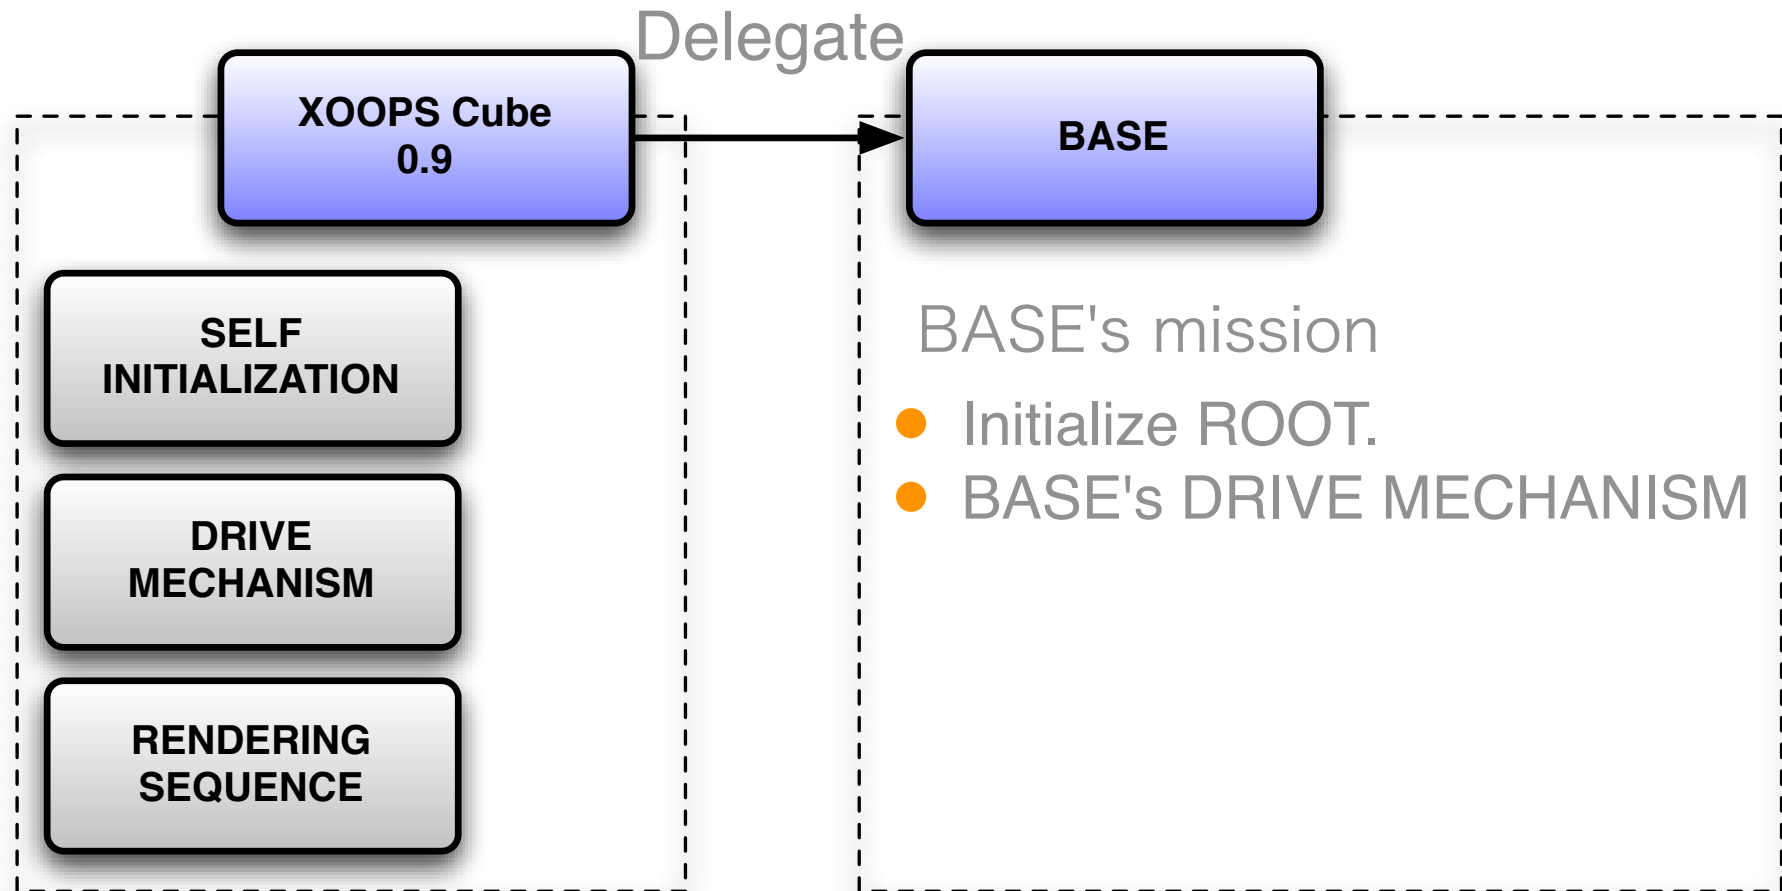 Delegate
XOOPS Cube
0.9
BASE
SELF
INITIALIZATION
DRIVE
MECHANISM
RENDERING
SEQUENCE
BASE's mission
Initialize ROOT.
BASE's DRIVE MECHANISM